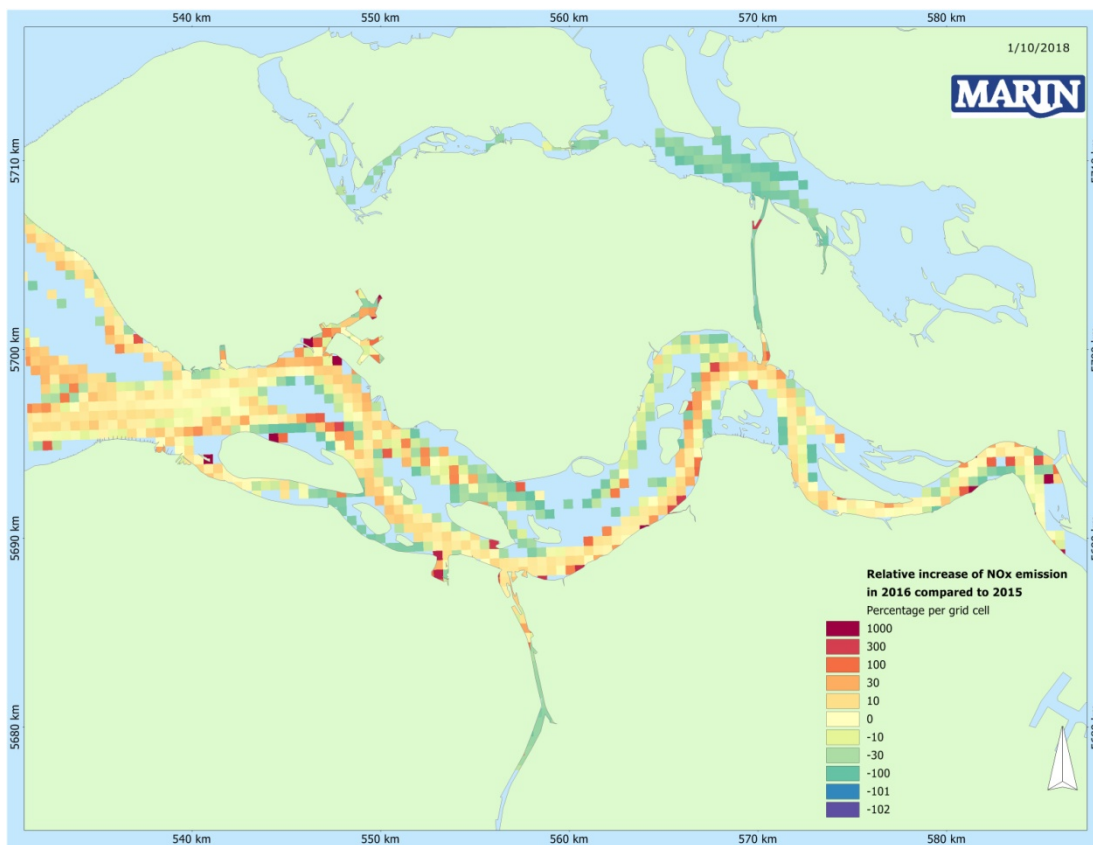 540 km 550 km 560 km 570 km 580 km
1/10/2018
MARIN
5710 km
5700 km
5690 km
5680 km
Relative increase of NOx emission
in 2016 compared to 2015
Percentage per grid cell
1000
300
100
30
10
0
-10
-30
-100
-101
-102
540 km 550 km 560 km 570 km 580 km